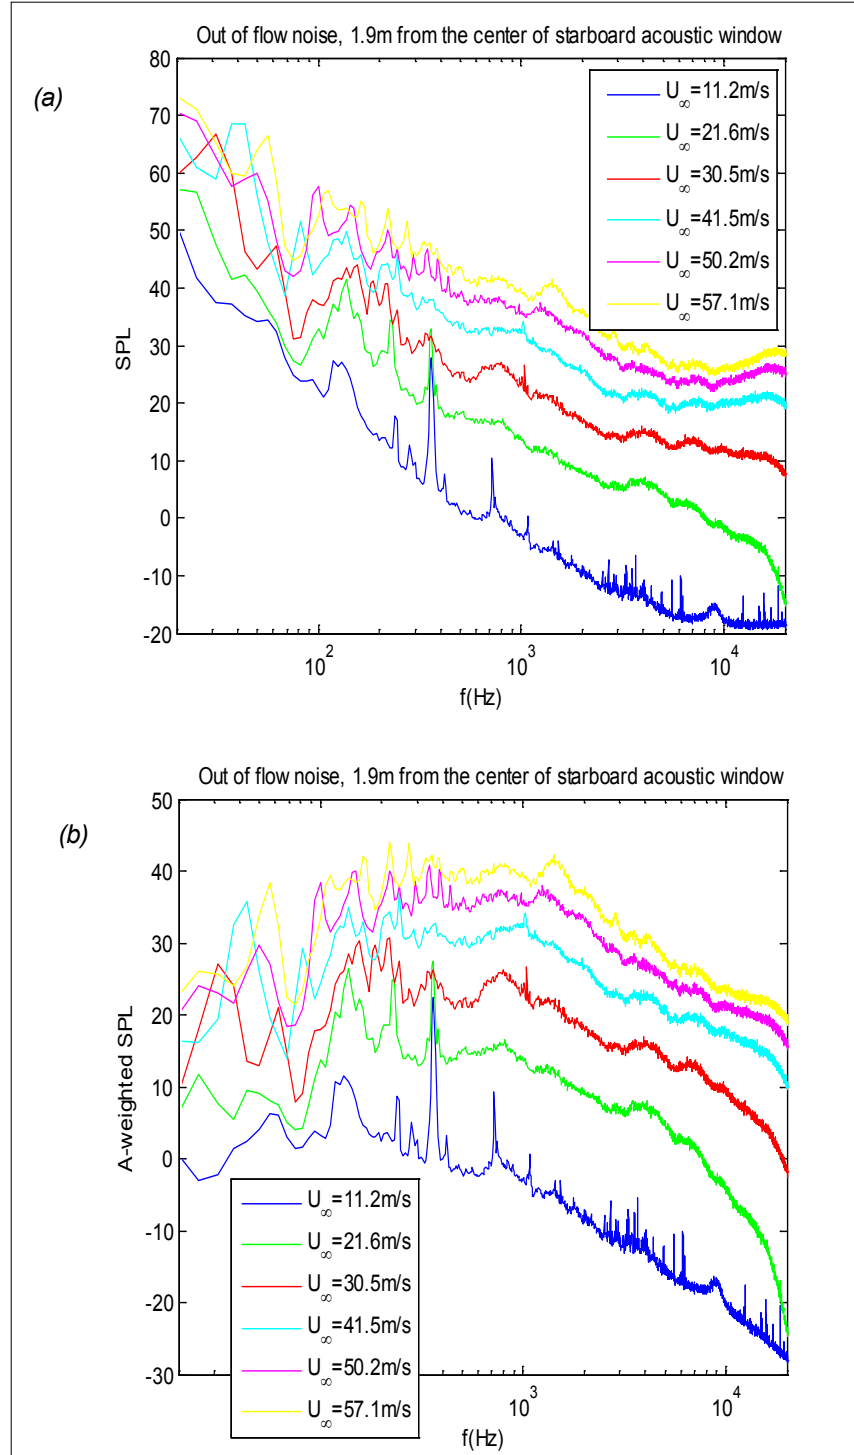 Out of flow noise, 1.9m from the center of starboard acoustic window
(a)
80
70
60
50
40
30
20
10
0
-10
-20
SPL
U∞=11.2m/s
U∞=21.6m/s
U∞=30.5m/s
U∞=41.5m/s
U∞=50.2m/s
U∞=57.1m/s
10² 10³ 10⁴
f(Hz)
Out of flow noise, 1.9m from the center of starboard acoustic window
(b)
50
40
30
20
10
0
-10
-20
-30
A-weighted SPL
U∞=11.2m/s
U∞=21.6m/s
U∞=30.5m/s
U∞=41.5m/s
U∞=50.2m/s
U∞=57.1m/s
10³ 10⁴
f(Hz)